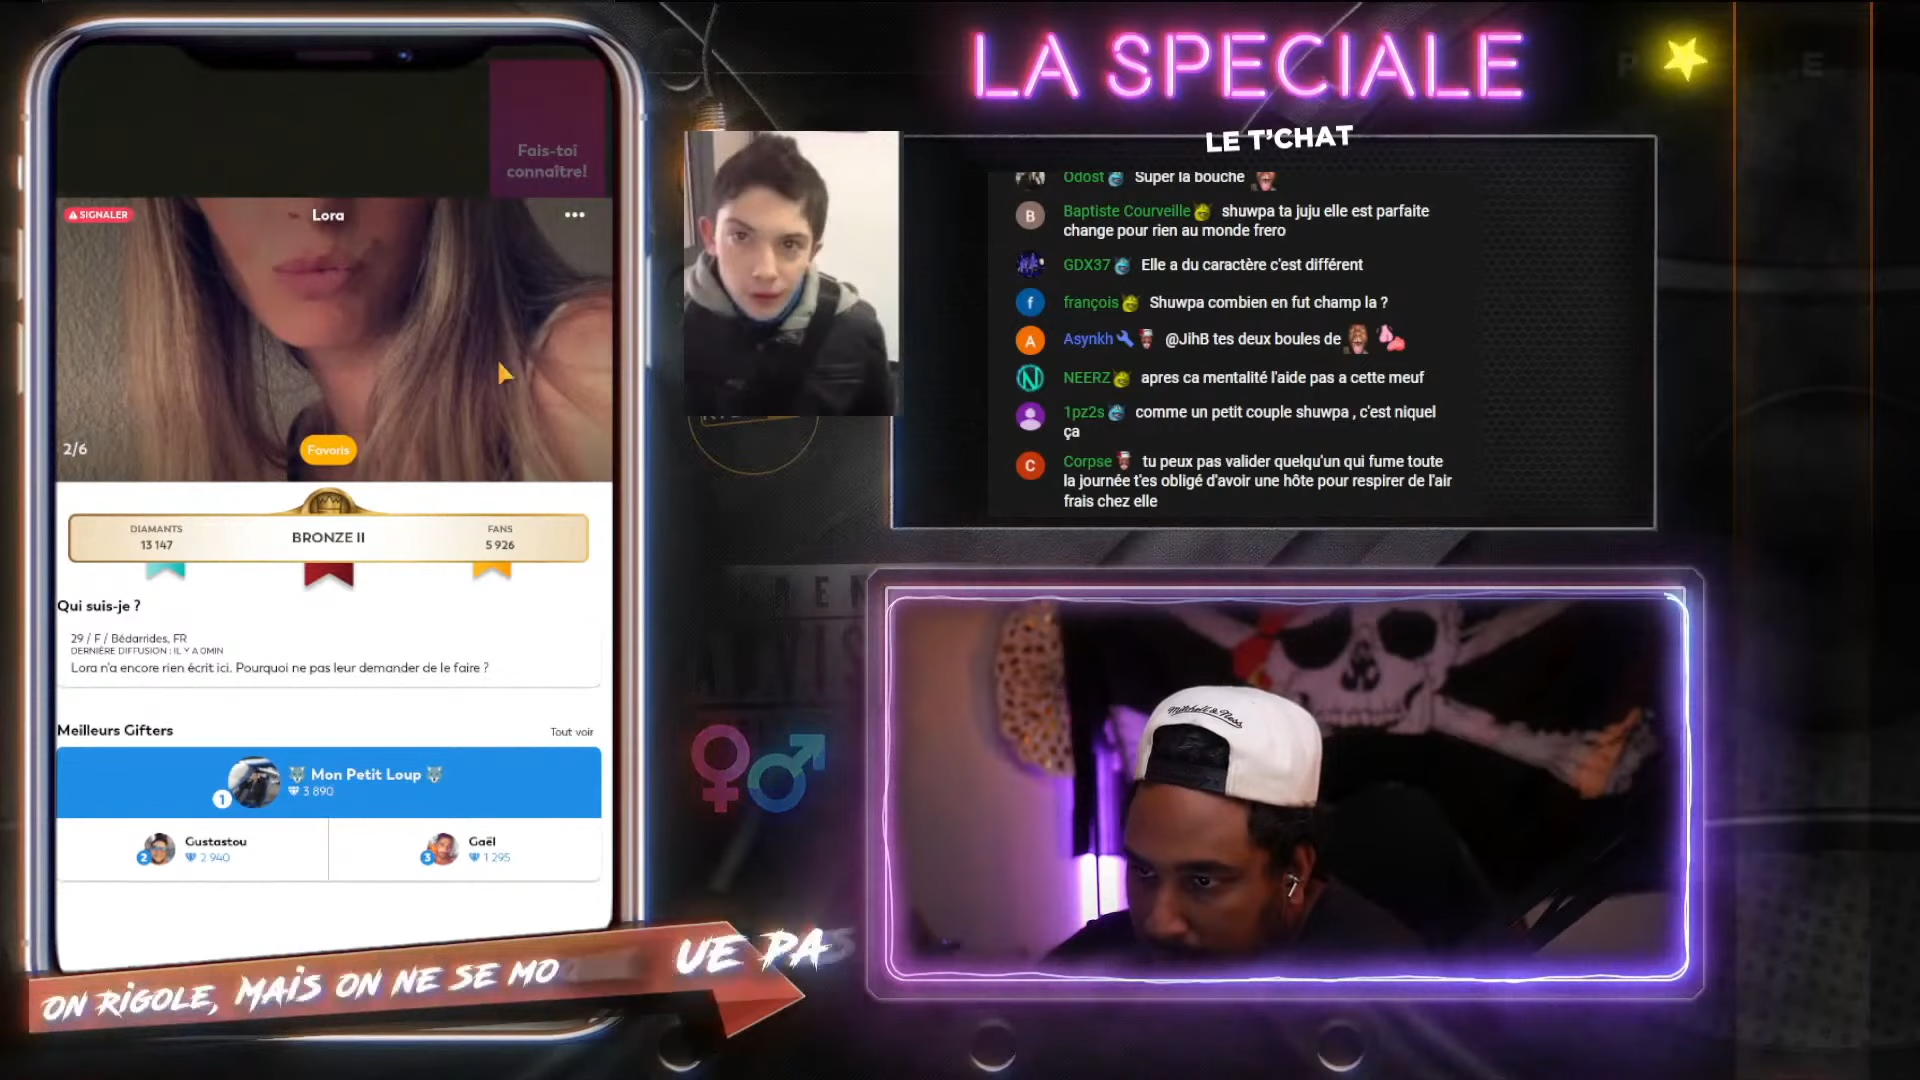 LA SPECIALE
LE T'CHAT
Odost Super la bouche
B
Baptiste Courveille shuwpa ta juju elle est parfaite
change pour rien au monde frero
GDX37 Elle a du caractère c'est différent
f
françois Shuwpa combien en fut champ la ?
A
Asynkh @JihB tes deux boules de
N
NEERZ apres ca mentalité l'aide pas a cette meuf
1pz2s comme un petit couple shuwpa , c'est niquel
ça
C
Corpse tu peux pas valider quelqu'un qui fume toute
la journée t'es obligé d'avoir une hôte pour respirer de l'air
frais chez elle
Fais-toi
connaître!
SIGNALER
Lora
2/6
Favoris
DIAMANTS
13 147
BRONZE II
FANS
5 926
Qui suis-je ?
29 / F / Bédarrides, FR
DERNIÈRE DIFFUSION : IL Y A 0MIN
Lora n'a encore rien écrit ici. Pourquoi ne pas leur demander de le faire ?
Meilleurs Gifters
Tout voir
1
Mon Petit Loup
3 890
2
Gustastou
2 940
3
Gaël
1 295
ON RIGOLE, MAIS ON NE SE MO
UE PAS
Mitchell & Ness